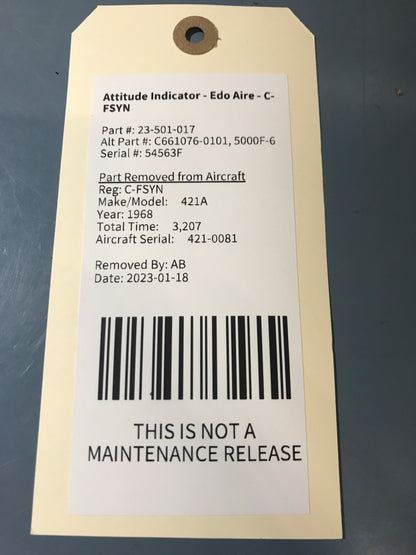 Attitude Indicator - Edo Aire - C-
FSYN
Part #: 23-501-017
Alt Part #: C661076-0101, 5000F-6
Serial #: 54563F
Part Removed from Aircraft
Reg: C-FSYN
Make/Model: 421A
Year: 1968
Total Time: 3,207
Aircraft Serial: 421-0081
Removed By: AB
Date: 2023-01-18
THIS IS NOT A
MAINTENANCE RELEASE